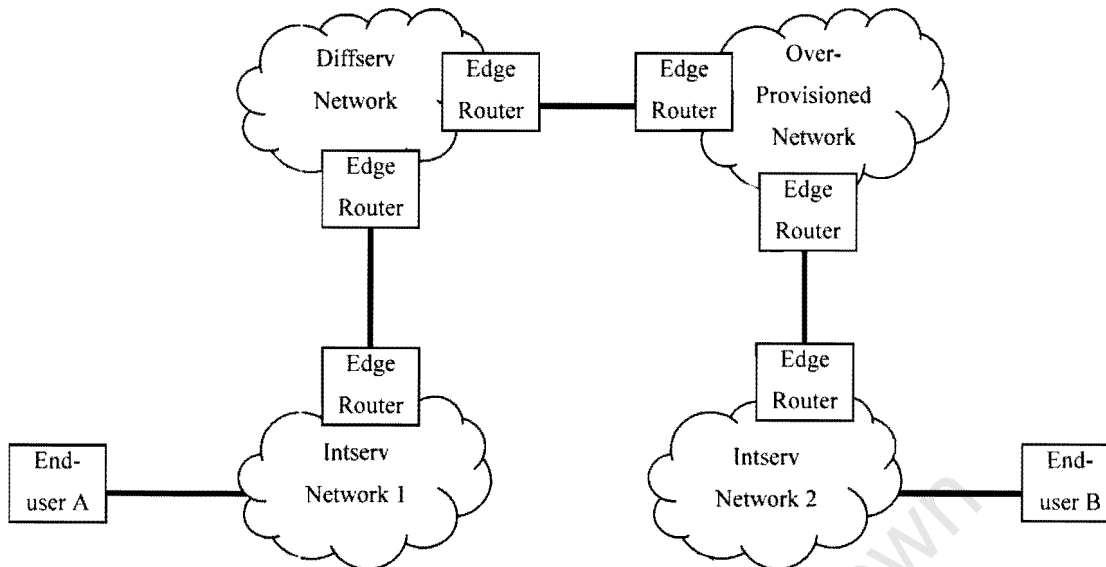 Diffserv
Network
Edge
Router
Edge
Router
Over-
Provisioned
Network
Edge
Router
Edge
Router
Edge
Router
Edge
Router
End-
user A
Intserv
Network 1
Intserv
Network 2
End-
user B